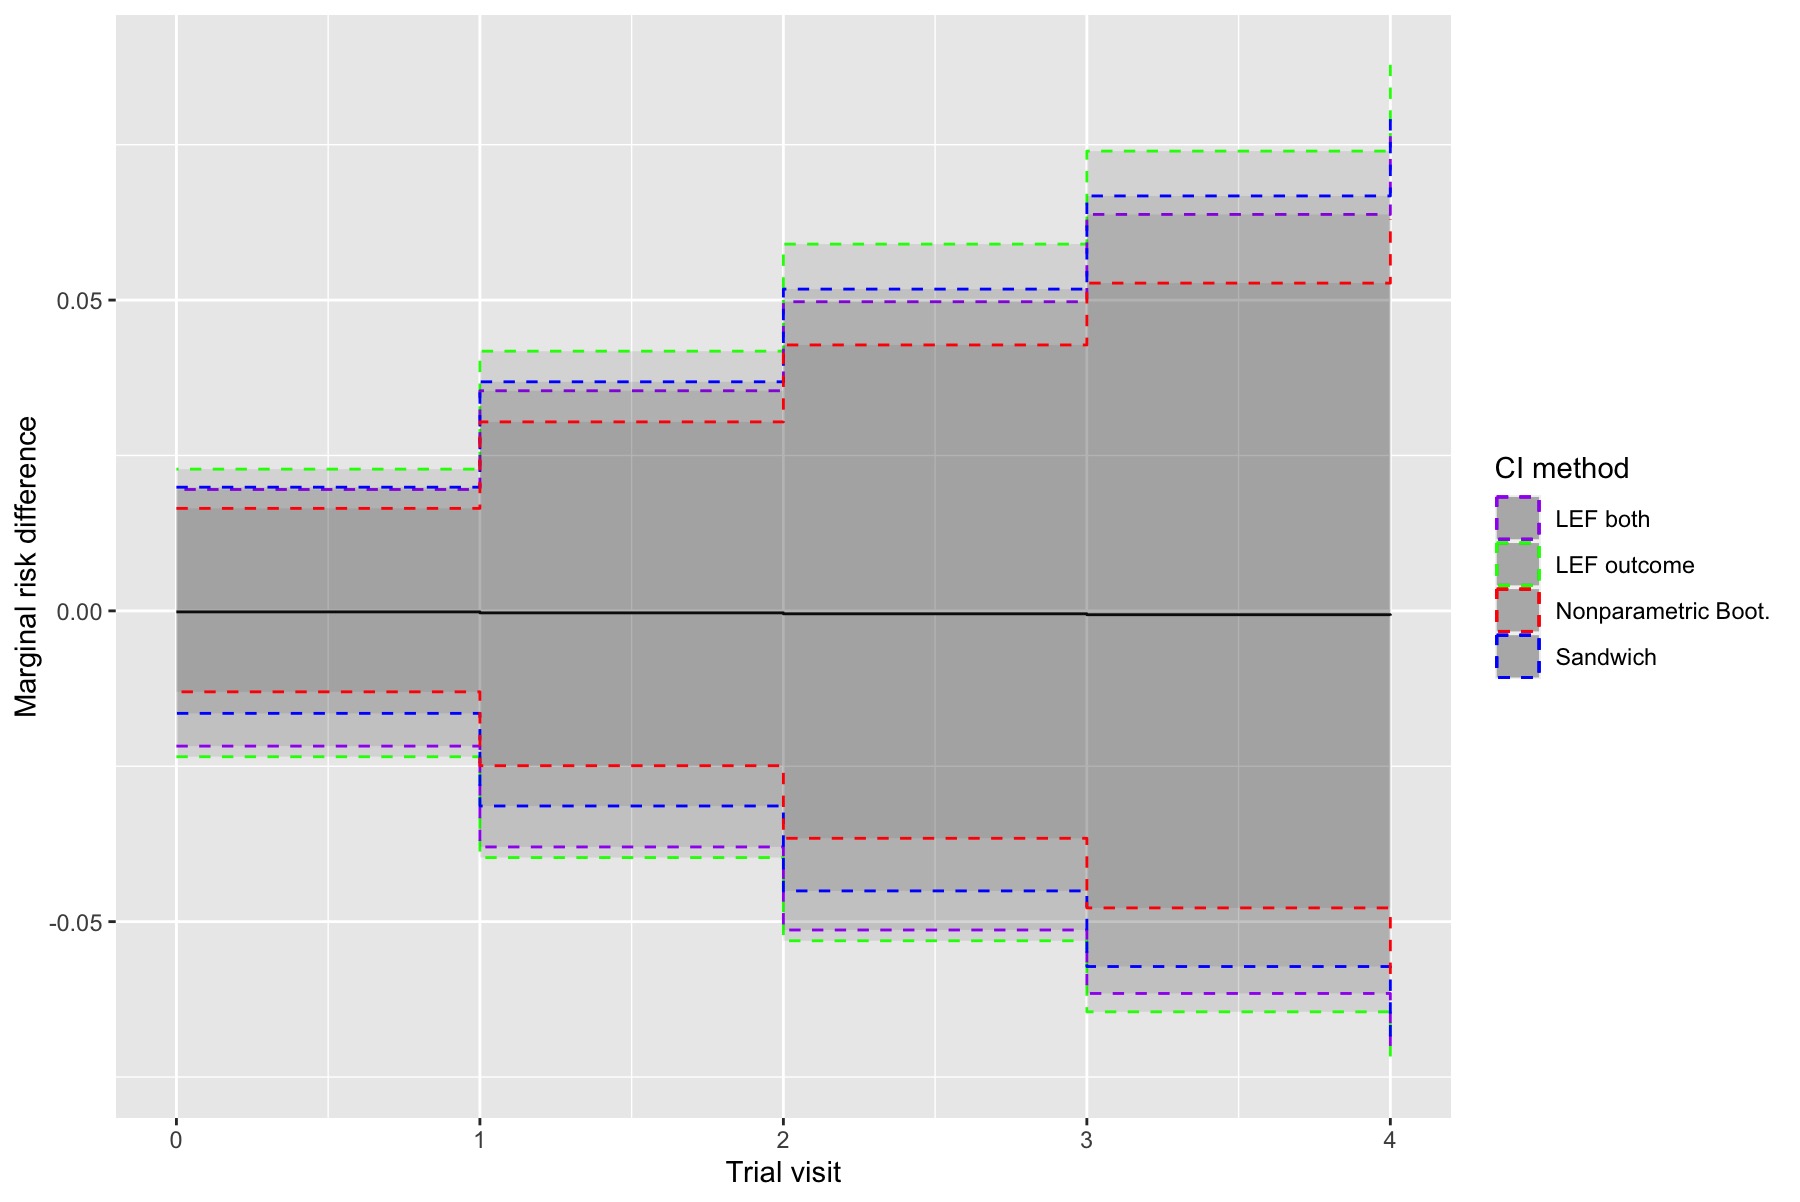 Marginal risk difference
0.05
0.00
-0.05
0 1 2 3 4
Trial visit
CI method
LEF both
LEF outcome
Nonparametric Boot.
Sandwich